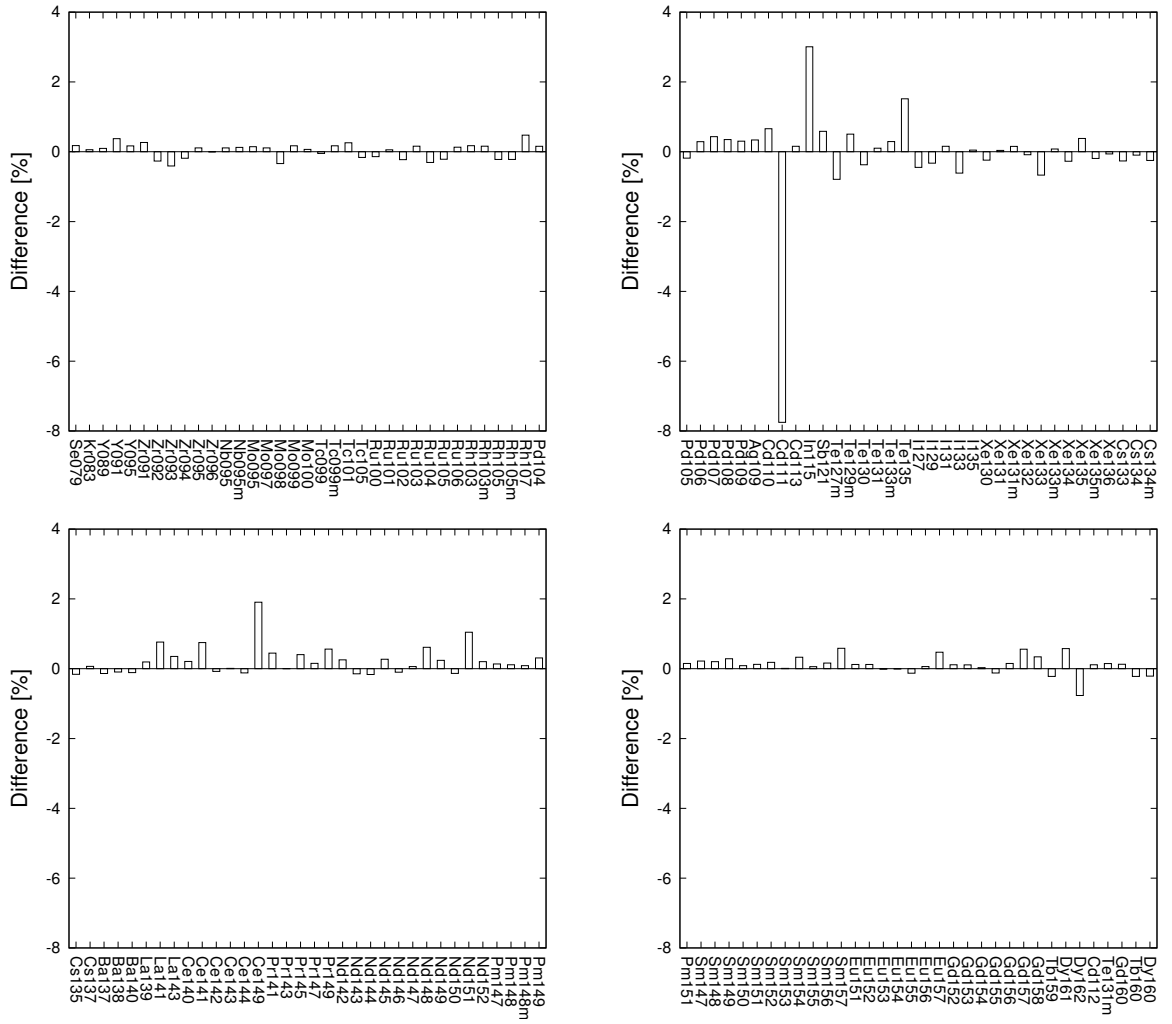 4
2
0
-2
-4
-6
-8
Difference [%]
Se079
Kr083
Y089
Y091
Y095
Zr091
Zr092
Zr093
Zr094
Zr095
Zr096
Nb095
Nb095m
Mo095
Mo097
Mo098
Mo099
Mo100
Tc099
Tc099m
Tc101
Tc105
Ru100
Ru101
Ru102
Ru103
Ru104
Ru105
Ru106
Rh103
Rh103m
Rh105m
Rh107
Pd104
4
2
0
-2
-4
-6
-8
Difference [%]
Pd105
Pd106
Pd107
Pd108
Pd109
Ag109
Cd110
Cd111
Cd113
In115
Sb121
Te127m
Te129m
Te130
Te131
Te133m
Te135
I127
I129
I131
I133
I135
Xe130
Xe131
Xe131m
Xe132
Xe133
Xe133m
Xe134
Xe135
Xe135m
Xe136
Cs133
Cs134
Cs134m
4
2
0
-2
-4
-6
-8
Difference [%]
Cs135
Cs137
Ba137
Ba138
Ba140
La139
La141
La143
Ce140
Ce141
Ce142
Ce143
Ce144
Ce149
Pr141
Pr143
Pr145
Pr147
Pr149
Nd142
Nd143
Nd144
Nd145
Nd146
Nd147
Nd148
Nd149
Nd150
Nd151
Nd152
Pm147
Pm148
Pm148m
Pm149
4
2
0
-2
-4
-6
-8
Difference [%]
Pm151
Sm147
Sm148
Sm149
Sm150
Sm151
Sm152
Sm153
Sm154
Sm155
Sm156
Sm157
Eu151
Eu152
Eu153
Eu154
Eu155
Eu156
Eu157
Gd152
Gd153
Gd154
Gd155
Gd156
Gd157
Gd158
Tb159
Dy161
Dy162
Cd112
Te131m
Gd160
Tb160
Dy160